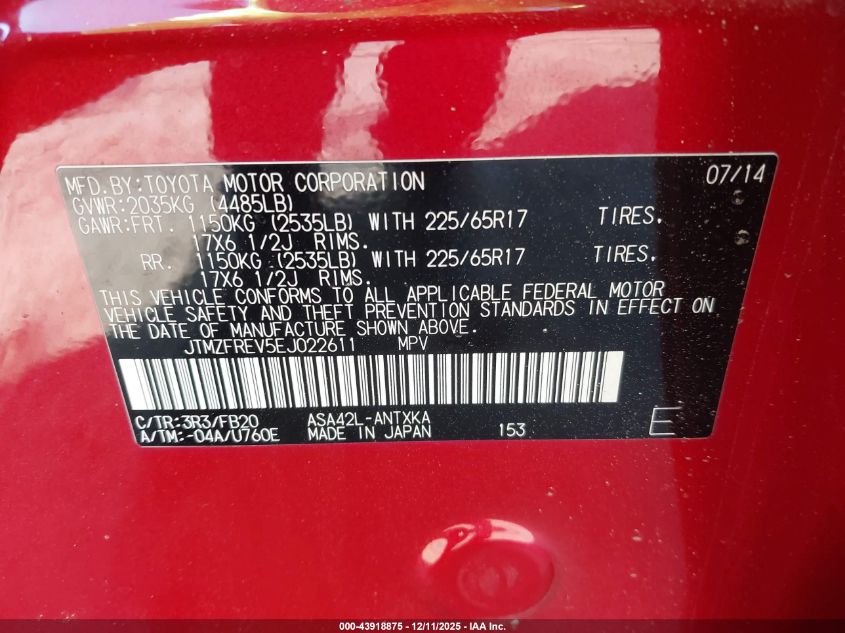 MFD.BY:TOYOTA MOTOR CORPORATION 07/14
GVWR:2035KG (4485LB)
GAWR:FRT. 1150KG (2535LB) WITH 225/65R17 TIRES.
17X6 1/2J RIMS.
RR. 1150KG (2535LB) WITH 225/65R17 TIRES.
17X6 1/2J RIMS.
THIS VEHICLE CONFORMS TO ALL APPLICABLE FEDERAL MOTOR
VEHICLE SAFETY AND THEFT PREVENTION STANDARDS IN EFFECT ON
THE DATE OF MANUFACTURE SHOWN ABOVE.
JTMZFREV5EJ022611 MPV
C/TR:3R3/FB20 ASA42L-ANTXKA
A/TM:-04A/U760E MADE IN JAPAN 153 E
000-43918875 - 12/11/2025 - IAA Inc.